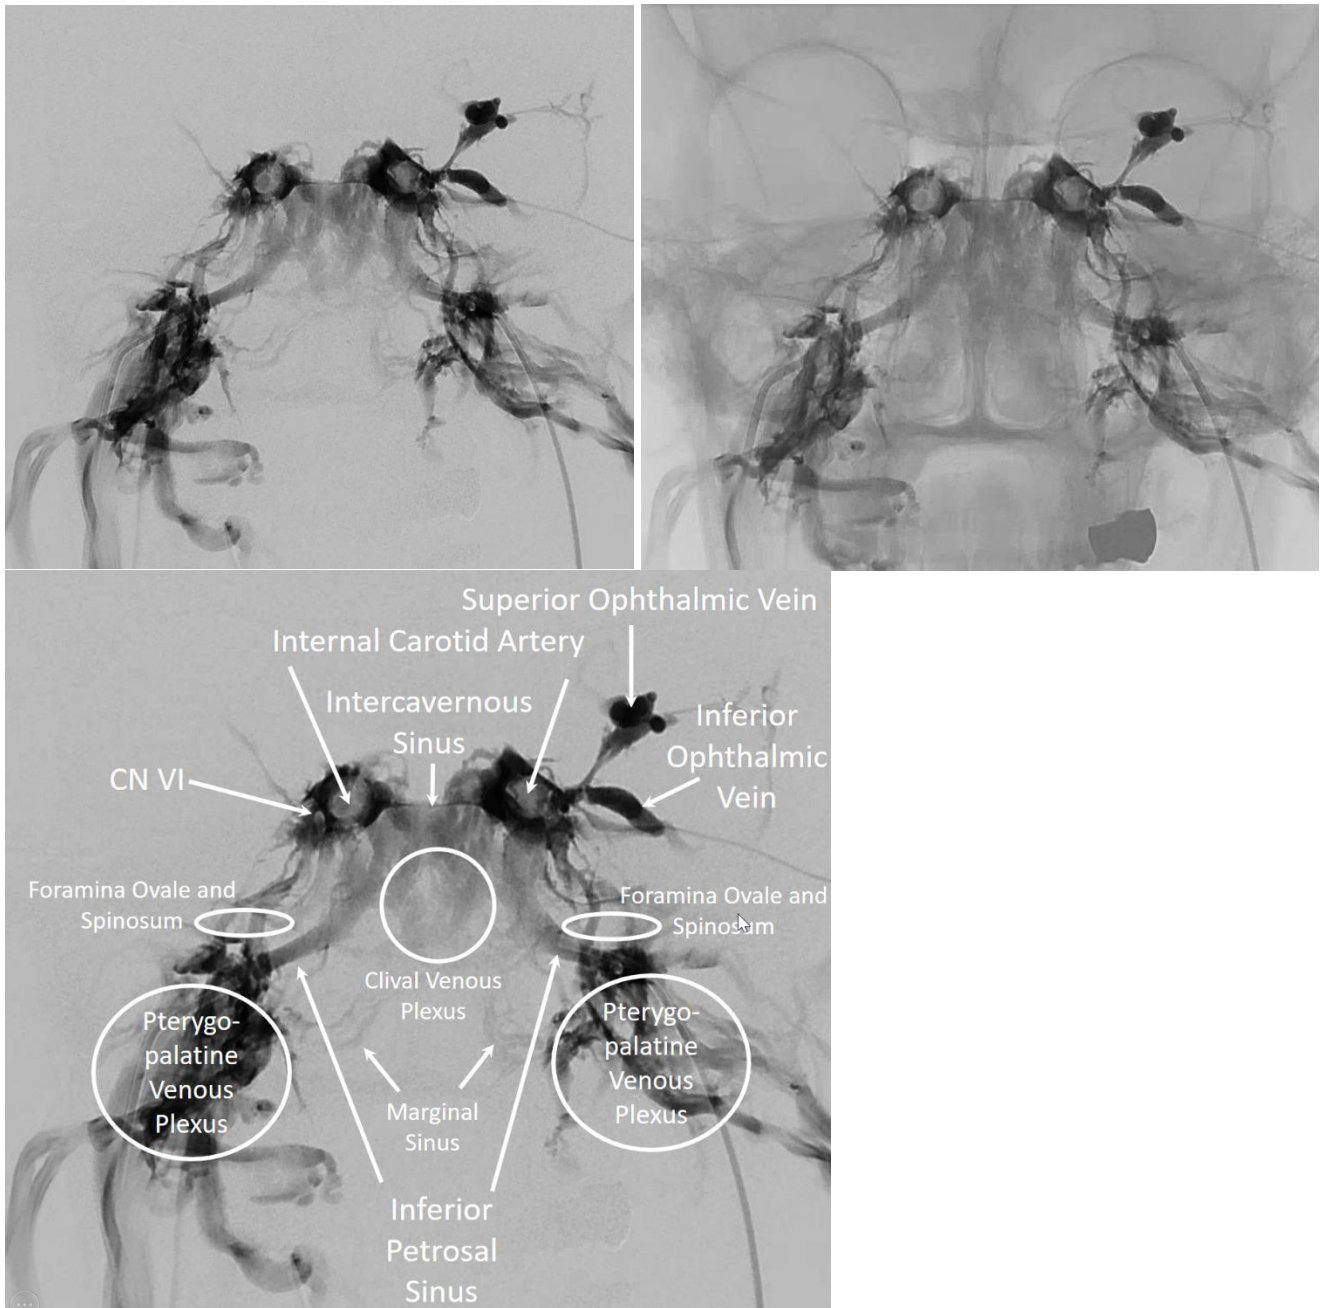 Superior Ophthalmic Vein
Internal Carotid Artery
Intercavernous
Sinus
Inferior
Ophthalmic
Vein
CN VI
Foramina Ovale and
Spinosum
Foramina Ovale and
Spinosum
Clival Venous
Plexus
Pterygo-
palatine
Venous
Plexus
Pterygo-
palatine
Venous
Plexus
Marginal
Sinus
Inferior
Petrosal
Sinus